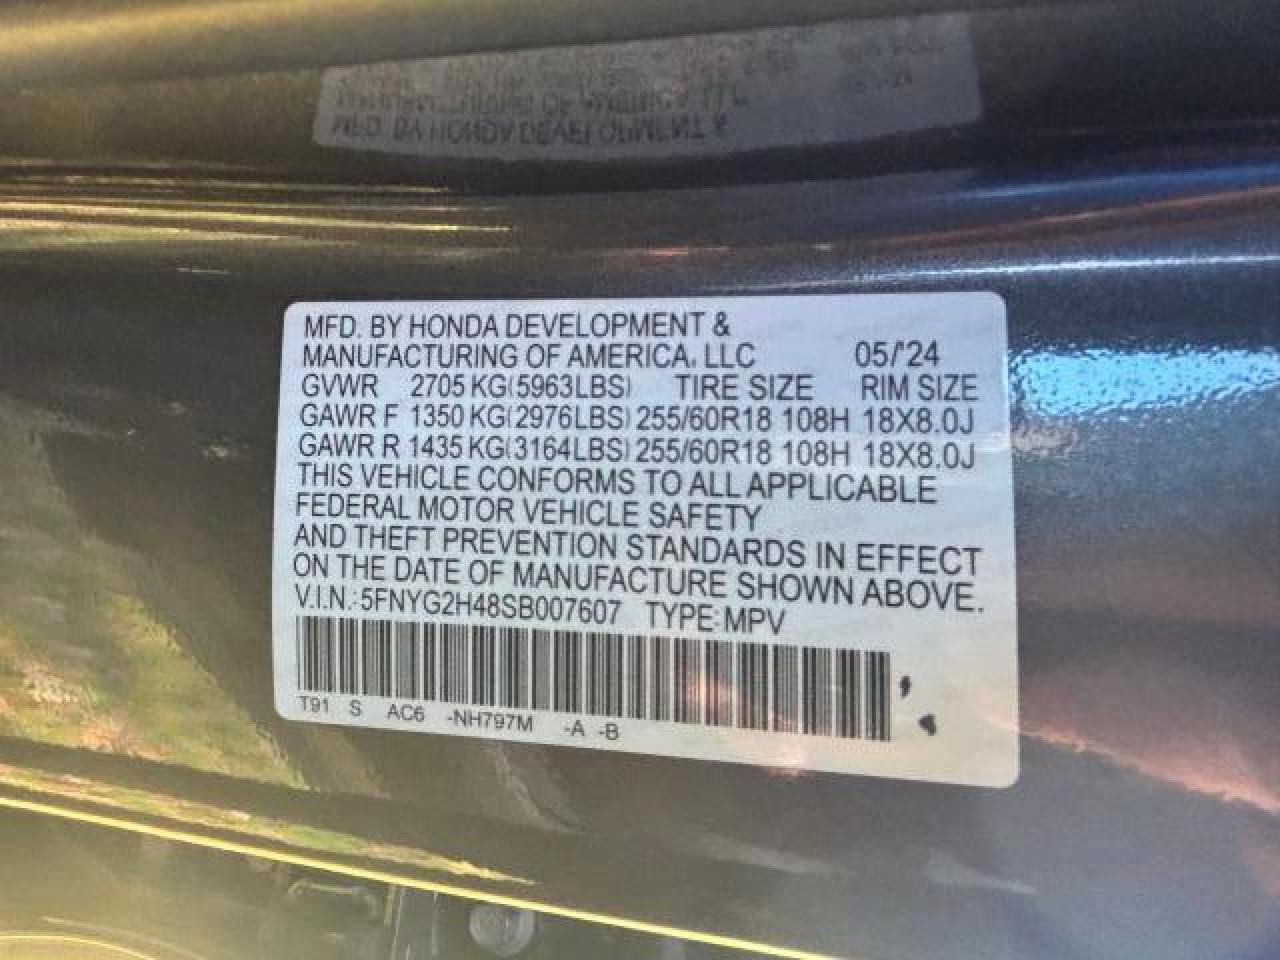 MFD. BY HONDA DEVELOPMENT &
MANUFACTURING OF AMERICA, LLC 05/'24
GVWR 2705 KG(5963LBS) TIRE SIZE RIM SIZE
GAWR F 1350 KG(2976LBS) 255/60R18 108H 18X8.0J
GAWR R 1435 KG(3164LBS) 255/60R18 108H 18X8.0J
THIS VEHICLE CONFORMS TO ALL APPLICABLE
FEDERAL MOTOR VEHICLE SAFETY
AND THEFT PREVENTION STANDARDS IN EFFECT
ON THE DATE OF MANUFACTURE SHOWN ABOVE.
V.I.N.: 5FNYG2H48SB007607 TYPE: MPV
T91 S AC6 -NH797M -A -B